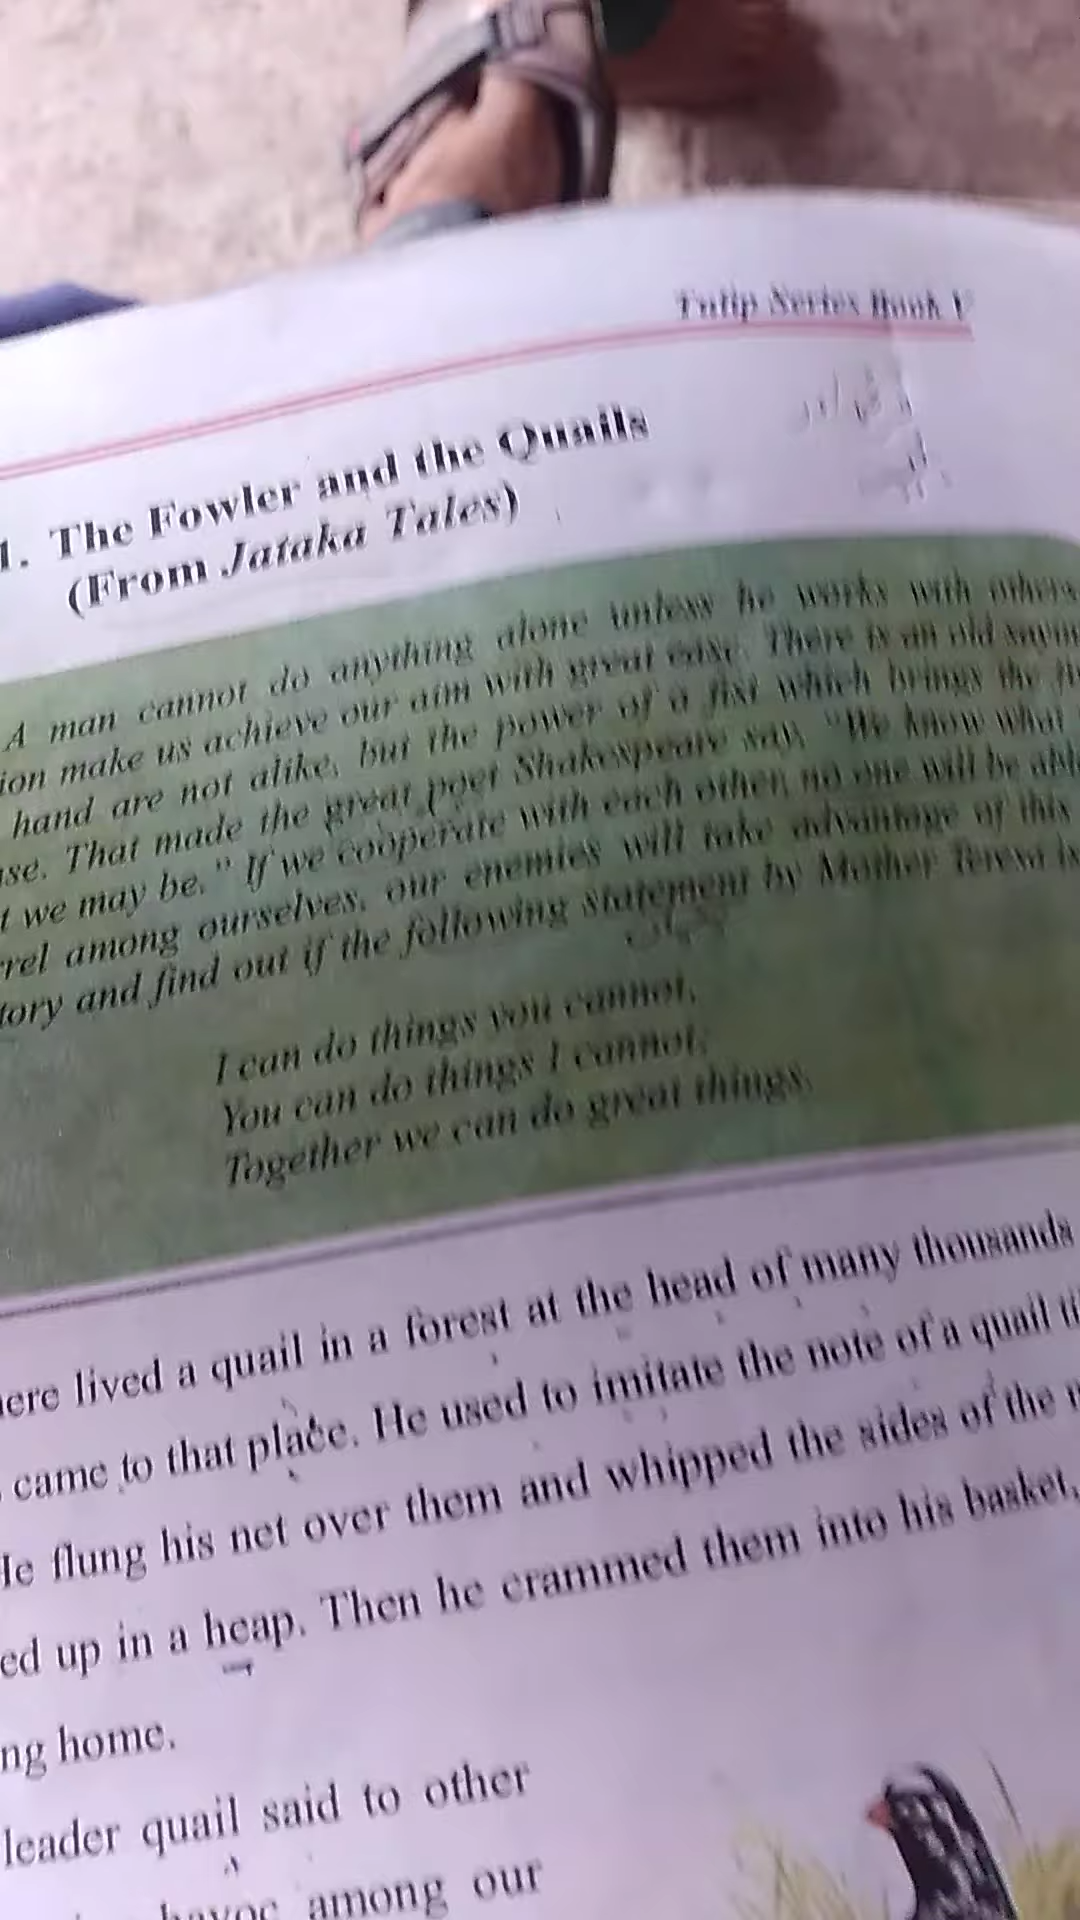 Tulip Series Book V
1. The Fowler and the Quails
(From Jataka Tales)
A man cannot do anything alone unless he works with others
ion make us achieve our aim with great ease. There is an old sayin
hand are not alike, but the power of a fist which brings the
se. That made the great poet Shakespeare say, "We know what
t we may be." If we cooperate with each other, no one will be abl
rel among ourselves, our enemies will take advantage of this
tory and find out if the following statement by Mother Teresa is
I can do things you cannot,
You can do things I cannot;
Together we can do great things.
ere lived a quail in a forest at the head of many thousands
came to that place. He used to imitate the note of a quail ti
He flung his net over them and whipped the sides of the
ed up in a heap. Then he crammed them into his basket,
ng home.
leader quail said to other
havoc among our